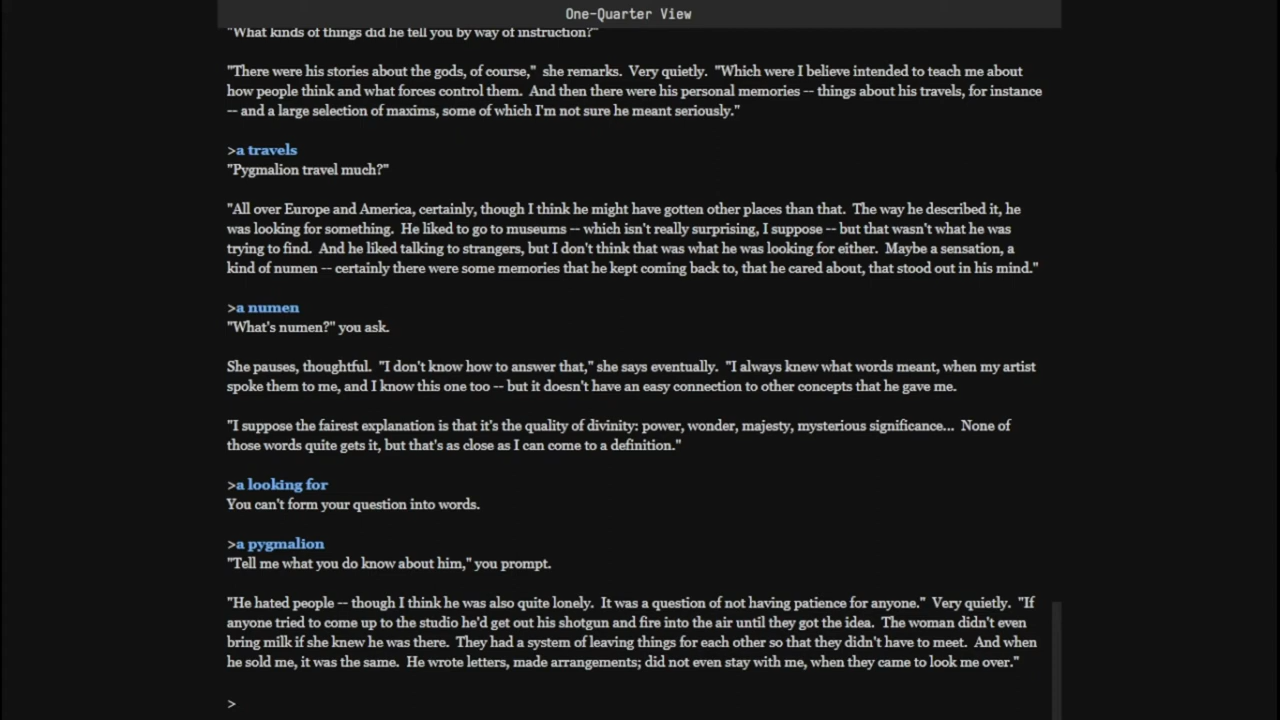 One-Quarter View
"What kinds of things did he tell you by way of instruction?"
"There were his stories about the gods, of course,"  she remarks.  Very quietly.  "Which were I believe intended to teach me about
how people think and what forces control them.  And then there were his personal memories -- things about his travels, for instance
-- and a large selection of maxims, some of which I'm not sure he meant seriously."
>a travels
"Pygmalion travel much?"
"All over Europe and America, certainly, though I think he might have gotten other places than that.  The way he described it, he
was looking for something.  He liked to go to museums -- which isn't really surprising, I suppose -- but that wasn't what he was
trying to find.  And he liked talking to strangers, but I don't think that was what he was looking for either.  Maybe a sensation, a
kind of numen -- certainly there were some memories that he kept coming back to, that he cared about, that stood out in his mind."
>a numen
"What's numen?" you ask.
She pauses, thoughtful.  "I don't know how to answer that," she says eventually.  "I always knew what words meant, when my artist
spoke them to me, and I know this one too -- but it doesn't have an easy connection to other concepts that he gave me.
"I suppose the fairest explanation is that it's the quality of divinity: power, wonder, majesty, mysterious significance...  None of
those words quite gets it, but that's as close as I can come to a definition."
>a looking for
You can't form your question into words.
>a pygmalion
"Tell me what you do know about him," you prompt.
"He hated people -- though I think he was also quite lonely.  It was a question of not having patience for anyone."  Very quietly.  "If
anyone tried to come up to the studio he'd get out his shotgun and fire into the air until they got the idea.  The woman didn't even
bring milk if she knew he was there.  They had a system of leaving things for each other so that they didn't have to meet.  And when
he sold me, it was the same.  He wrote letters, made arrangements; did not even stay with me, when they came to look me over."
>